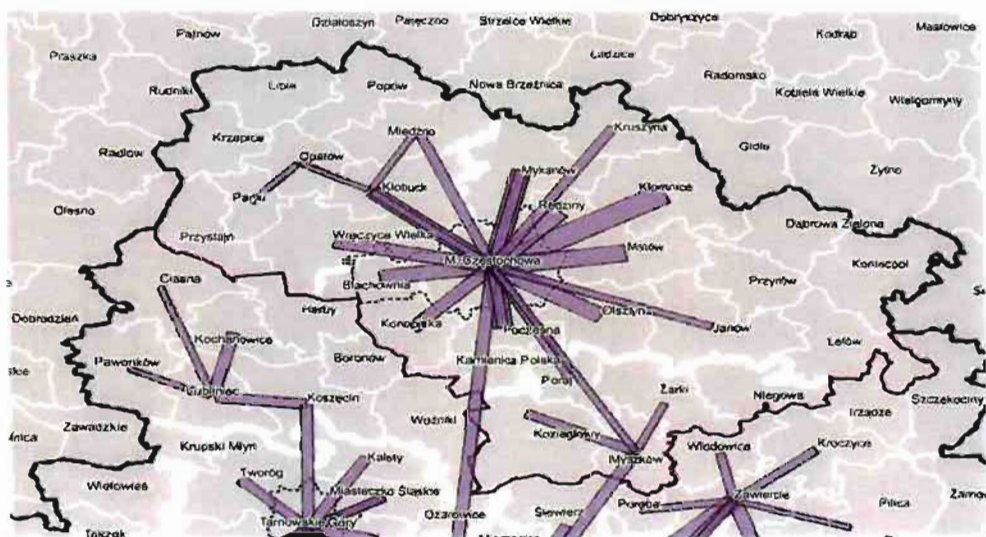 Działoszyn
Pajęczno
Strzelce Wielkie
Dobryszyce
Masłowice
Kodrąb
Pątnów
Praszka
Ładzice
Radomsko
Rudniki
Lipie
Popów
Nowa Brzeźnica
Kobiele Wielkie
Wielgomłyny
Krzepice
Miedźno
Kruszyna
Radłów
Gidle
Żytno
Opatów
Mykanów
Kłobuck
Kłomnice
Panki
Rędziny
Olesno
Dąbrowa Zielona
Przystajń
Wręczyca Wielka
Mstów
M. Częstochowa
Koniecpol
Ciasna
Blachownia
Przyrów
Herby
Olsztyn
Dobrodzień
Konopiska
Poczesna
Janów
Kochanowice
Lelów
Boronów
Kamienica Polska
Pawonków
Poraj
Lubliniec
Żarki
Niegowa
Szczekociny
Koszęcin
Irządze
Woźniki
Zawadzkie
Koziegłowy
Krupski Młyn
Włodowice
Kroczyce
Myszków
Kalety
Tworóg
Wielowieś
Miasteczko Śląskie
Zawiercie
Poręba
Pilica
Ożarowice
Siewierz
Tarnowskie Góry
Toszek